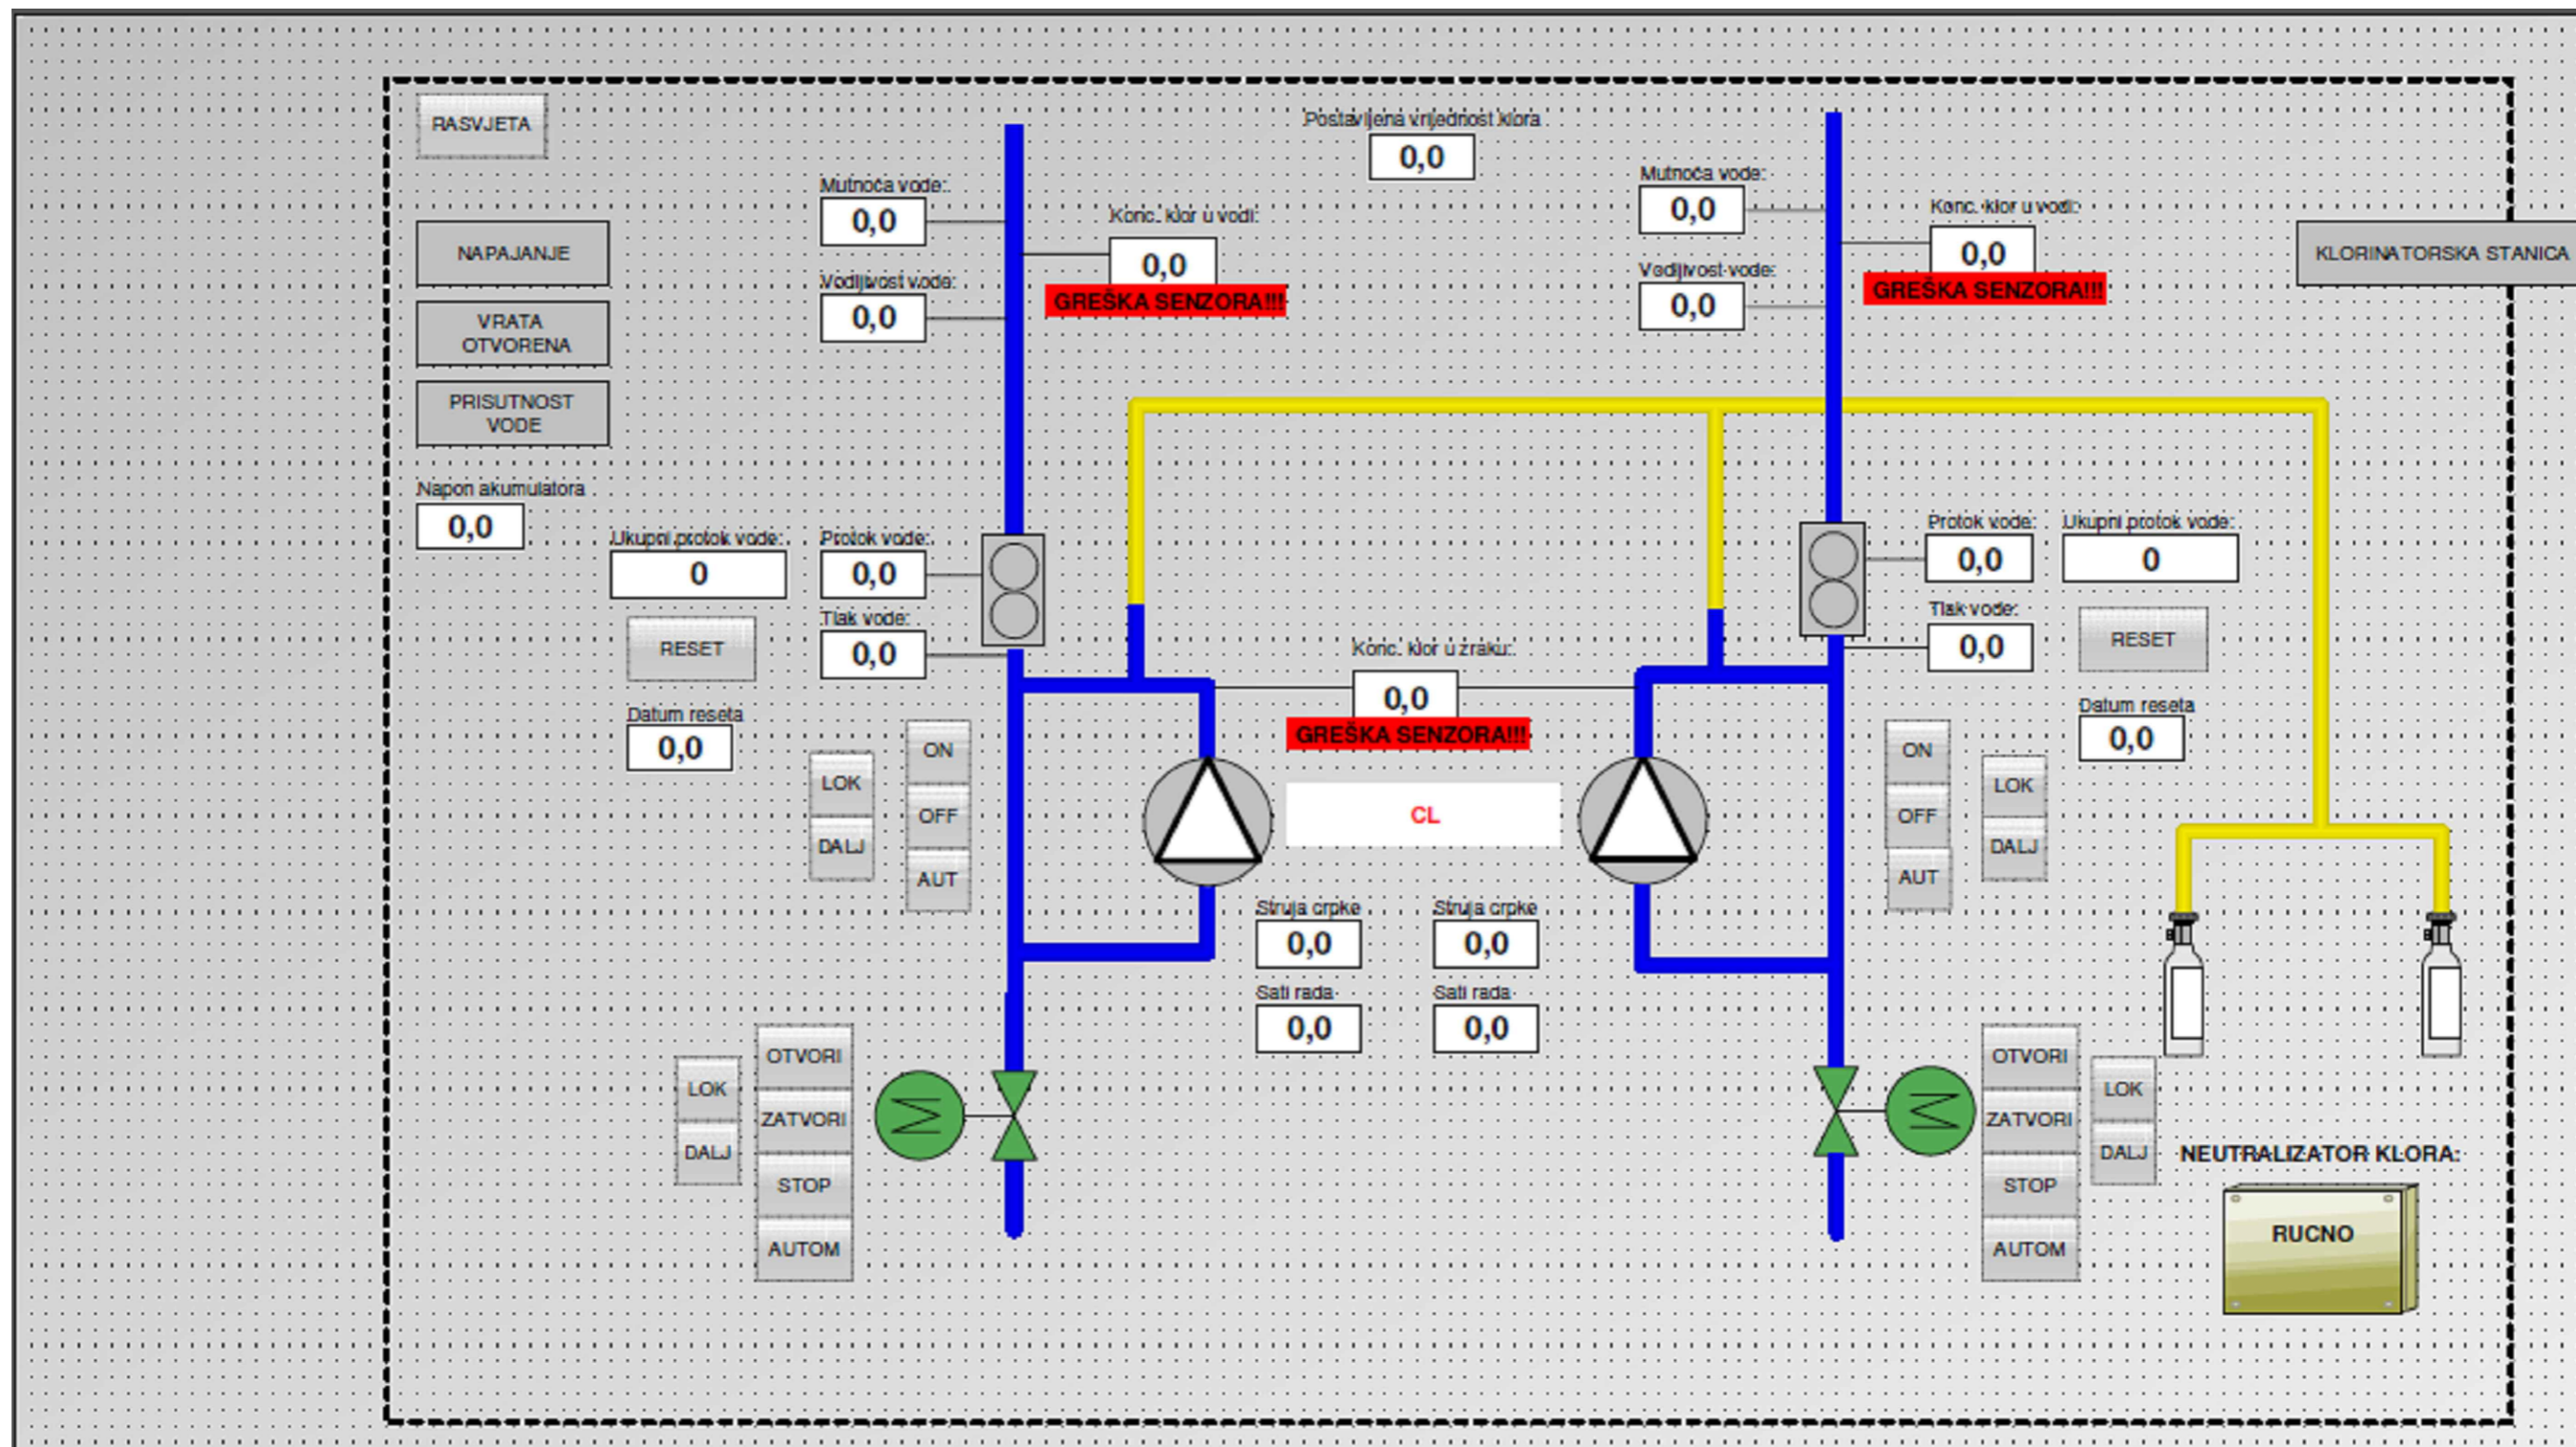 RASVJETA
Postavljena vrijednost klora
0,0
Mutnoća vode:
0,0
Konc. klor u vodi:
0,0
GREŠKA SENZORA!!!
Vodljivost vode:
0,0
Mutnoća vode:
0,0
Konc. klor u vodi:
0,0
GREŠKA SENZORA!!!
Vodljivost vode:
0,0
KLORINATORSKA STANICA
NAPAJANJE
VRATA
OTVORENA
PRISUTNOST
VODE
Napon akumulatora
0,0
Ukupni protok vode:
0
RESET
Datum reseta
0,0
Protok vode:
0,0
Tlak vode:
0,0
Konc. klor u zraku:
0,0
GREŠKA SENZORA!!!
CL
Protok vode:
0,0
Tlak vode:
0,0
Ukupni protok vode:
0
RESET
Datum reseta
0,0
LOK
DALJ
ON
OFF
AUT
ON
OFF
AUT
LOK
DALJ
Struja crpke
0,0
Sati rada
0,0
Struja crpke
0,0
Sati rada
0,0
LOK
DALJ
OTVORI
ZATVORI
STOP
AUTOM
M
M
OTVORI
ZATVORI
STOP
AUTOM
LOK
DALJ
NEUTRALIZATOR KLORA:
RUCNO